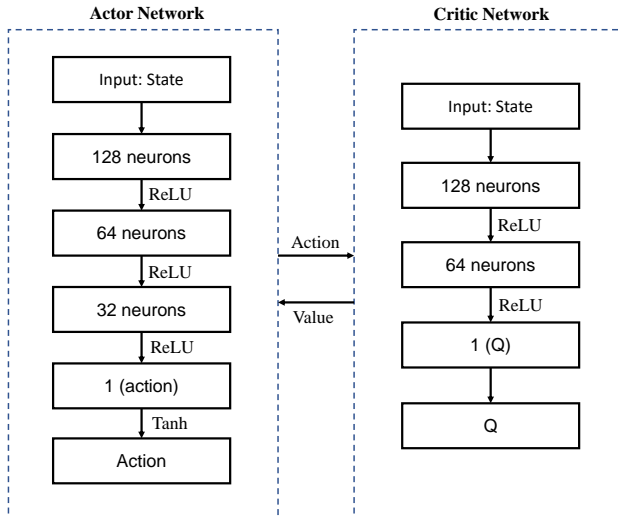 Actor Network
Input: State
128 neurons
ReLU
64 neurons
ReLU
32 neurons
ReLU
1 (action)
Tanh
Action
Action
Value
Critic Network
Input: State
128 neurons
ReLU
64 neurons
ReLU
1 (Q)
Q